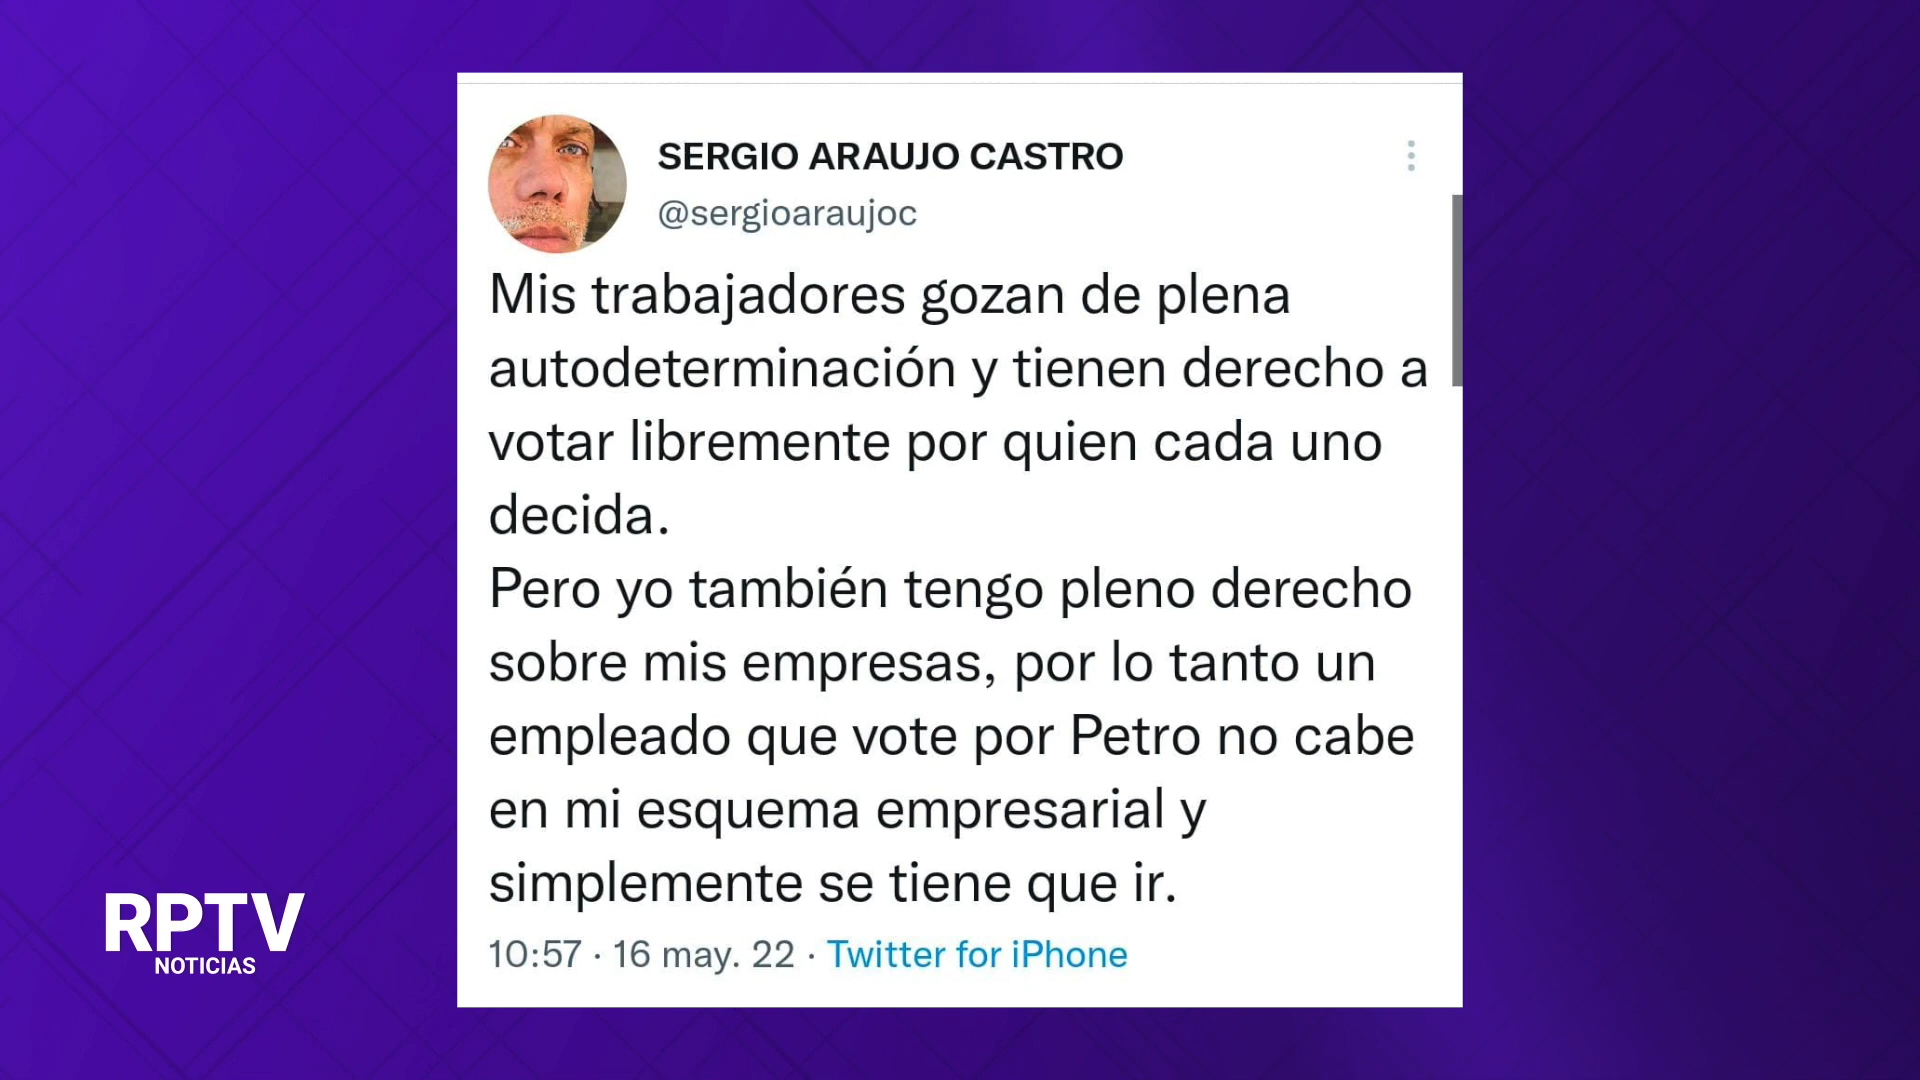 SERGIO ARAUJO CASTRO
@sergioaraujoc
Mis trabajadores gozan de plena
autodeterminación y tienen derecho a
votar libremente por quien cada uno
decida.
Pero yo también tengo pleno derecho
sobre mis empresas, por lo tanto un
empleado que vote por Petro no cabe
en mi esquema empresarial y
simplemente se tiene que ir.
10:57 · 16 may. 22 · Twitter for iPhone
RPTV
NOTICIAS